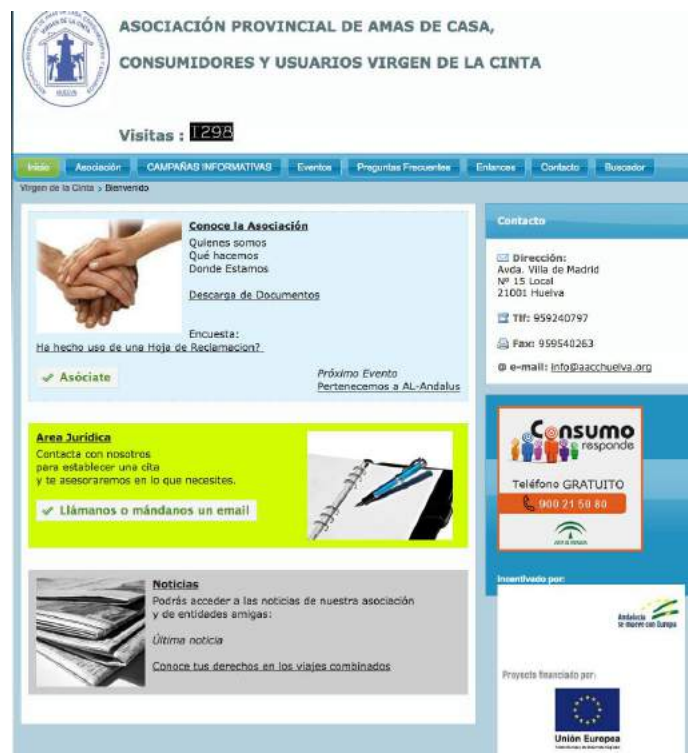 ASOCIACIÓN PROVINCIAL DE AMAS DE CASA,
CONSUMIDORES Y USUARIOS VIRGEN DE LA CINTA
HUELVA
Visitas : 1298
Inicio Asociación CAMPAÑAS INFORMATIVAS Eventos Preguntas Frecuentes Enlances Contacto Buscador
Virgen de la Cinta > Bienvenido
Conoce la Asociación
Quienes somos
Qué hacemos
Donde Estamos
Descarga de Documentos
Encuesta:
Ha hecho uso de una Hoja de Reclamacion?
Asóciate
Próximo Evento
Pertenecemos a AL-Andalus
Area Jurídica
Contacta con nosotros
para establecer una cita
y te asesoraremos en lo que necesites.
Llámanos o mándanos un email
Noticias
Podrás acceder a las noticias de nuestra asociación
y de entidades amigas:
Última noticia
Conoce tus derechos en los viajes combinados
Contacto
Dirección:
Avda. Villa de Madrid
Nº 15 Local
21001 Huelva
Tlf: 959240797
Fax: 959540263
@ e-mail: info@aacchuelva.org
Consumo
responde
Teléfono GRATUITO
900 21 50 80
Incentivado por:
Andalucía
se mueve con Europa
Proyecto financiado por:
Unión Europea